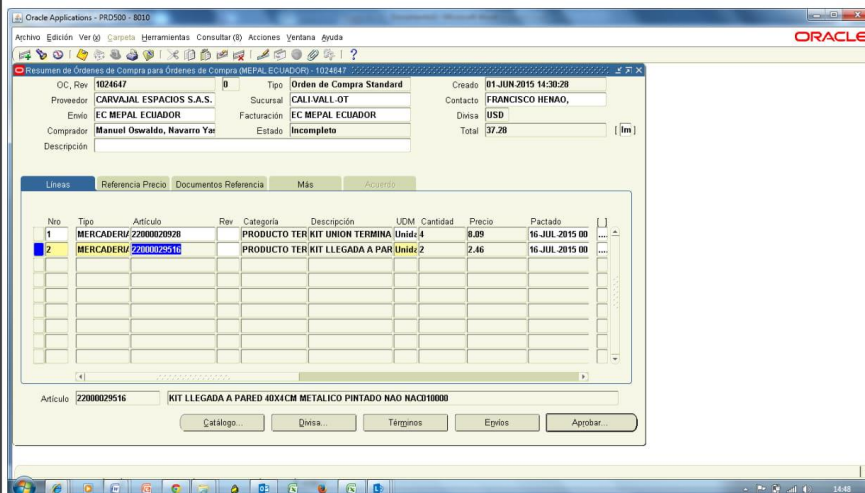 Oracle Applications - PRD500 - 8010
Archivo Edición Ver(y) Carpeta Herramientas Consultar(8) Acciones Ventana Ayuda
ORACLE
Resumen de Órdenes de Compra para Órdenes de Compra (MEPAL ECUADOR) - 1024647
OC, Rev 1024647 0 Tipo Orden de Compra Standard Creado 01-JUN-2015 14:30:28
Proveedor CARVAJAL ESPACIOS S.A.S. Sucursal CALI-VALL-OT Contacto FRANCISCO HENAO,
Envío EC MEPAL ECUADOR Facturación EC MEPAL ECUADOR Divisa USD
Comprador Manuel Oswaldo, Navarro Yas Estado Incompleto Total 37.28 [Im]
Descripción
Líneas Referencia Precio Documentos Referencia Más Acuerdo
Nro Tipo Artículo Rev Categoría Descripción UDM Cantidad Precio Pactado [ ]
1 MERCADERIA 22000020928 PRODUCTO TER KIT UNION TERMINA Unida 4 8.09 16-JUL-2015 00 ....
2 MERCADERIA 22000029516 PRODUCTO TER KIT LLEGADA A PAR Unida 2 2.46 16-JUL-2015 00 ....
Artículo 22000029516 KIT LLEGADA A PARED 40X4CM METALICO PINTADO NAO NAC010000
Catálogo... Divisa... Términos Envíos Aprobar...
14:48